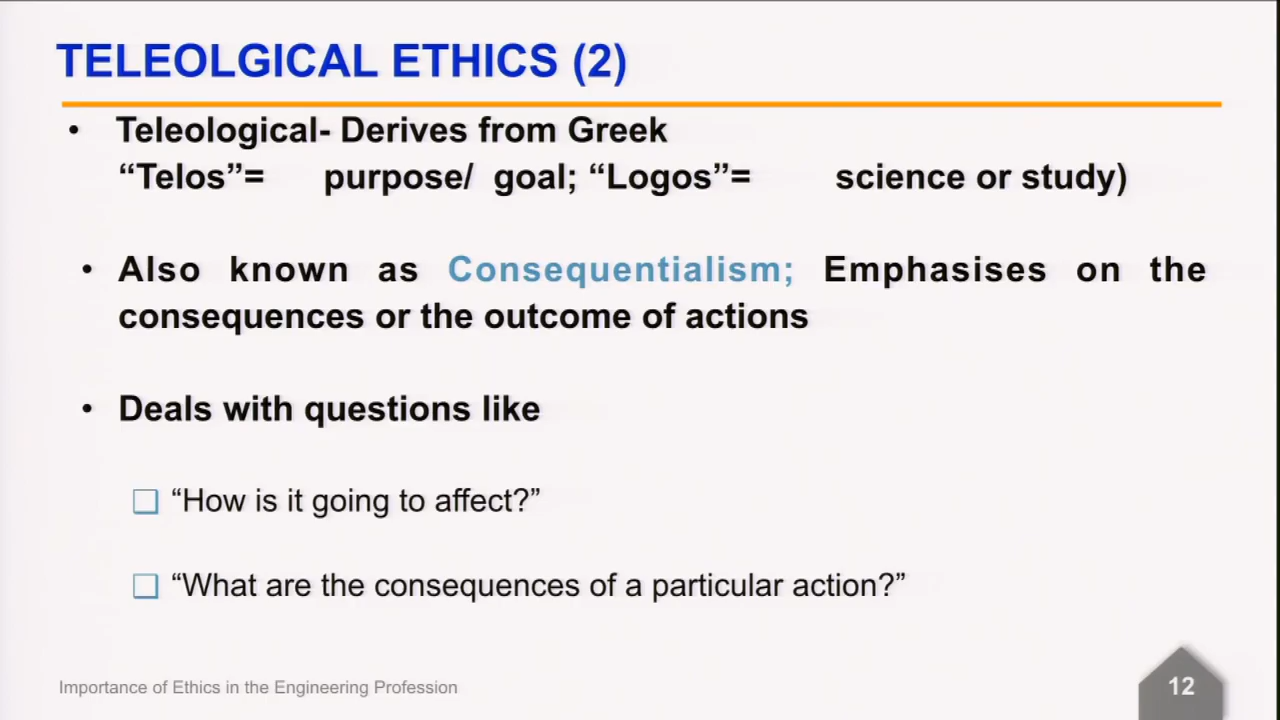 TELEOLGICAL ETHICS (2)
• Teleological- Derives from Greek
“Telos”= purpose/ goal; “Logos”= science or study)
• Also known as Consequentialism; Emphasises on the
consequences or the outcome of actions
• Deals with questions like
❑ “How is it going to affect?”
❑ “What are the consequences of a particular action?”
Importance of Ethics in the Engineering Profession
12